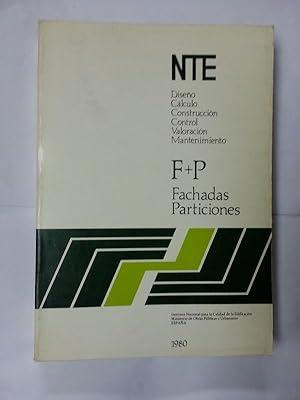 NTE
Diseño
Cálculo
Construcción
Control
Valoración
Mantenimiento
F+P
Fachadas
Particiones
Instituto Nacional para la Calidad de la Edificación
Ministerio de Obras Públicas y Urbanismo
ESPAÑA
1980